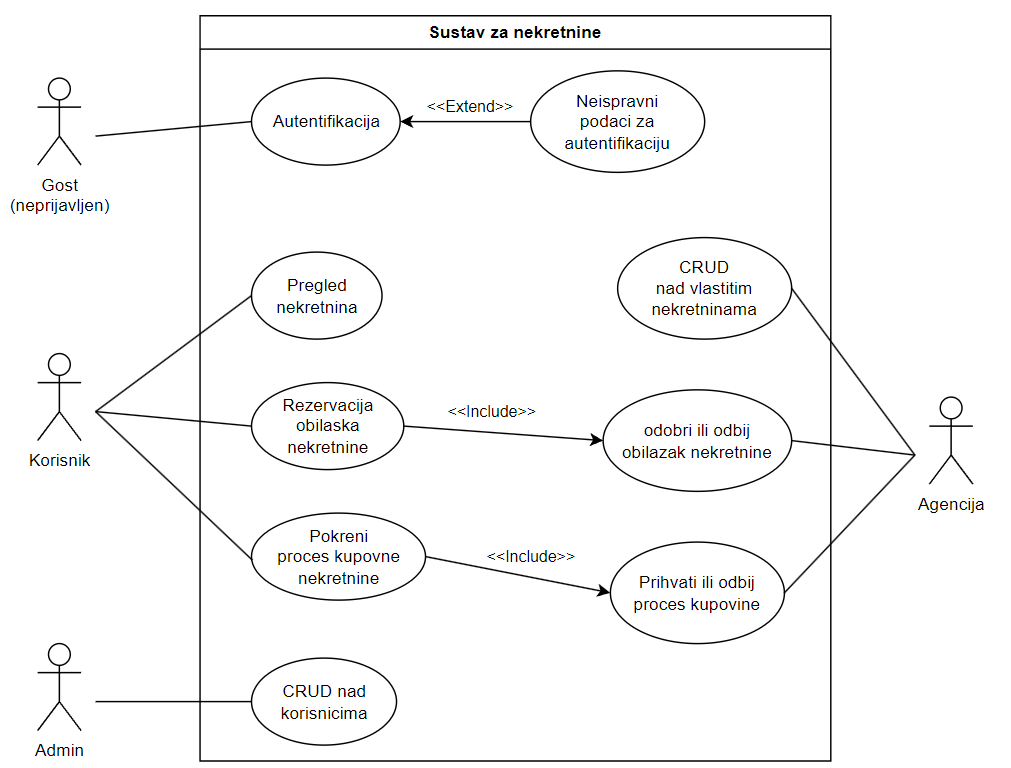 Sustav za nekretnine
Gost
(neprijavljen)
Autentifikacija
<<Extend>>
Neispravni
podaci za
autentifikaciju
Pregled
nekretnina
CRUD
nad vlastitim
nekretninama
Korisnik
Rezervacija
obilaska
nekretnine
<<Include>>
odobri ili odbij
obilazak nekretnine
Agencija
Pokreni
proces kupovne
nekretnine
<<Include>>
Prihvati ili odbij
proces kupovine
Admin
CRUD nad
korisnicima